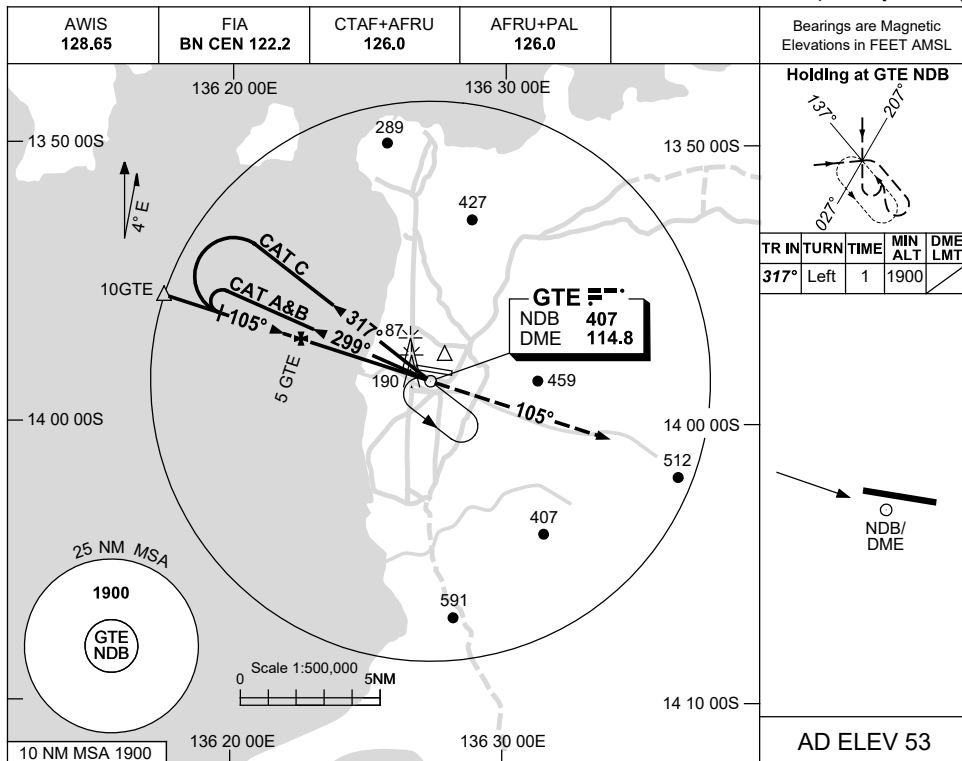 AWIS
128.65
FIA
BN CEN 122.2
CTAF+AFRU
126.0
AFRU+PAL
126.0
Bearings are Magnetic
Elevations in FEET AMSL
136 20 00E
136 30 00E
13 50 00S
13 50 00S
289
427
4° E
CAT C
CAT A&B
10GTE
105°
317°
299°
87
5 GTE
190
GTE
NDB 407
DME 114.8
459
105°
14 00 00S
14 00 00S
512
407
591
25 NM MSA
1900
GTE
NDB
Scale 1:500,000
0 5NM
14 10 00S
136 20 00E
136 30 00E
10 NM MSA 1900
Holding at GTE NDB
137°
207°
027°
TR IN TURN TIME MIN ALT DME LMT
317° Left 1 1900
NDB/
DME
AD ELEV 53